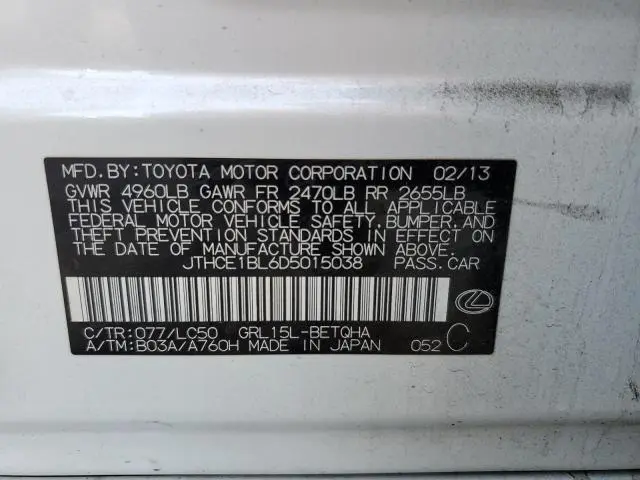 MFD. BY: TOYOTA MOTOR CORPORATION 02/13
GVWR 4960LB GAWR FR 2470LB RR 2655LB
THIS VEHICLE CONFORMS TO ALL APPLICABLE
FEDERAL MOTOR VEHICLE SAFETY, BUMPER, AND
THEFT PREVENTION STANDARDS IN EFFECT ON
THE DATE OF MANUFACTURE SHOWN ABOVE.
JTHCE1BL6D5015038 PASS. CAR
C/TR: 077/LC50 GRL15L-BETQHA
A/TM: B03A/A760H MADE IN JAPAN 052 C